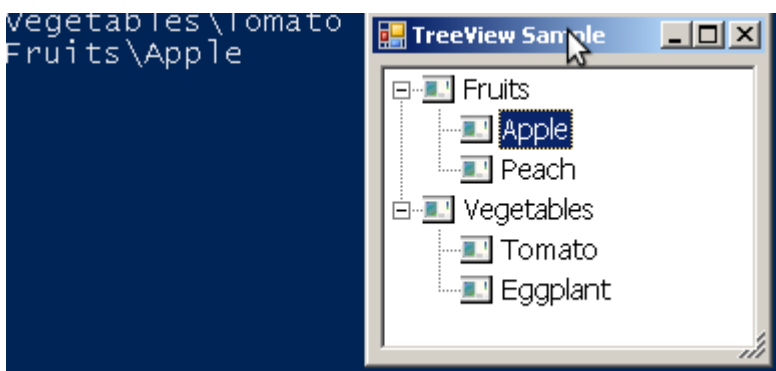 Vegetables\Tomato
Fruits\Apple
TreeView Sample
Fruits
Apple
Peach
Vegetables
Tomato
Eggplant